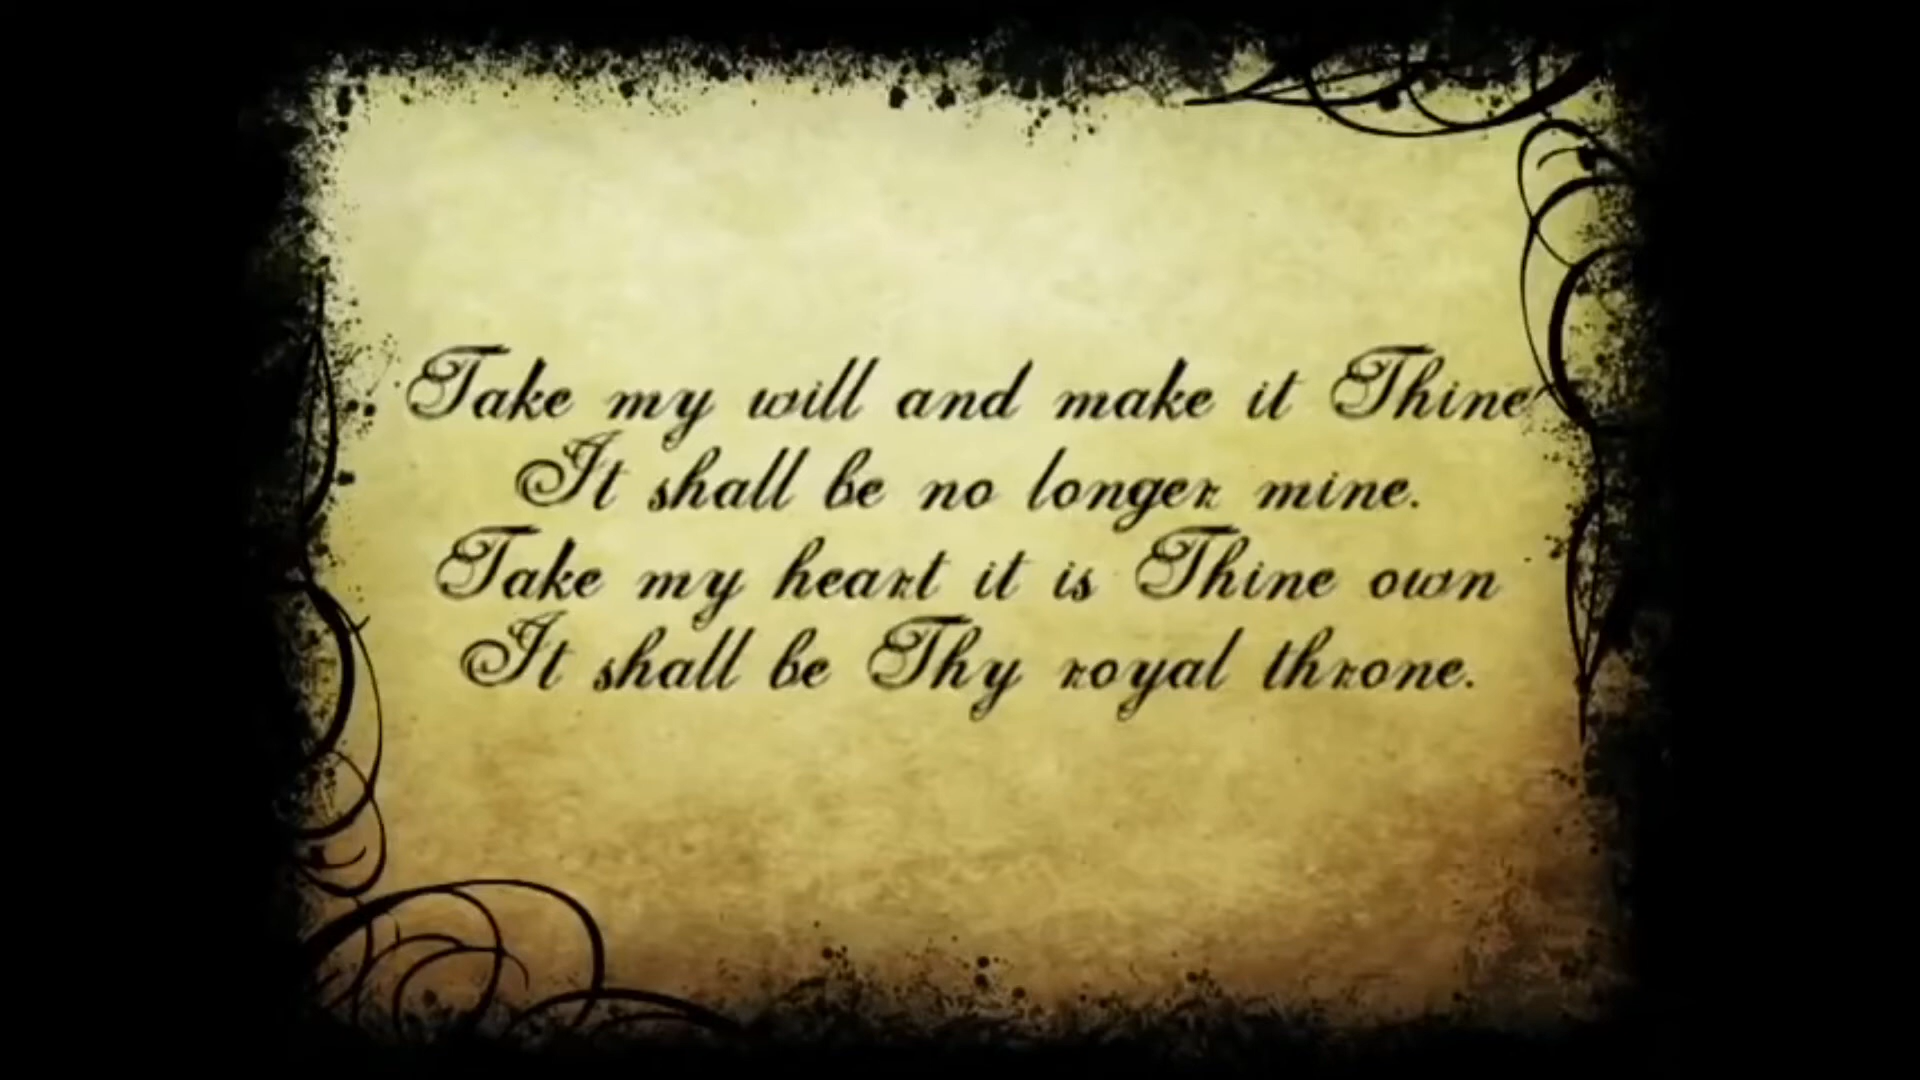 Take my will and make it Thine
It shall be no longer mine.
Take my heart it is Thine own
It shall be Thy royal throne.